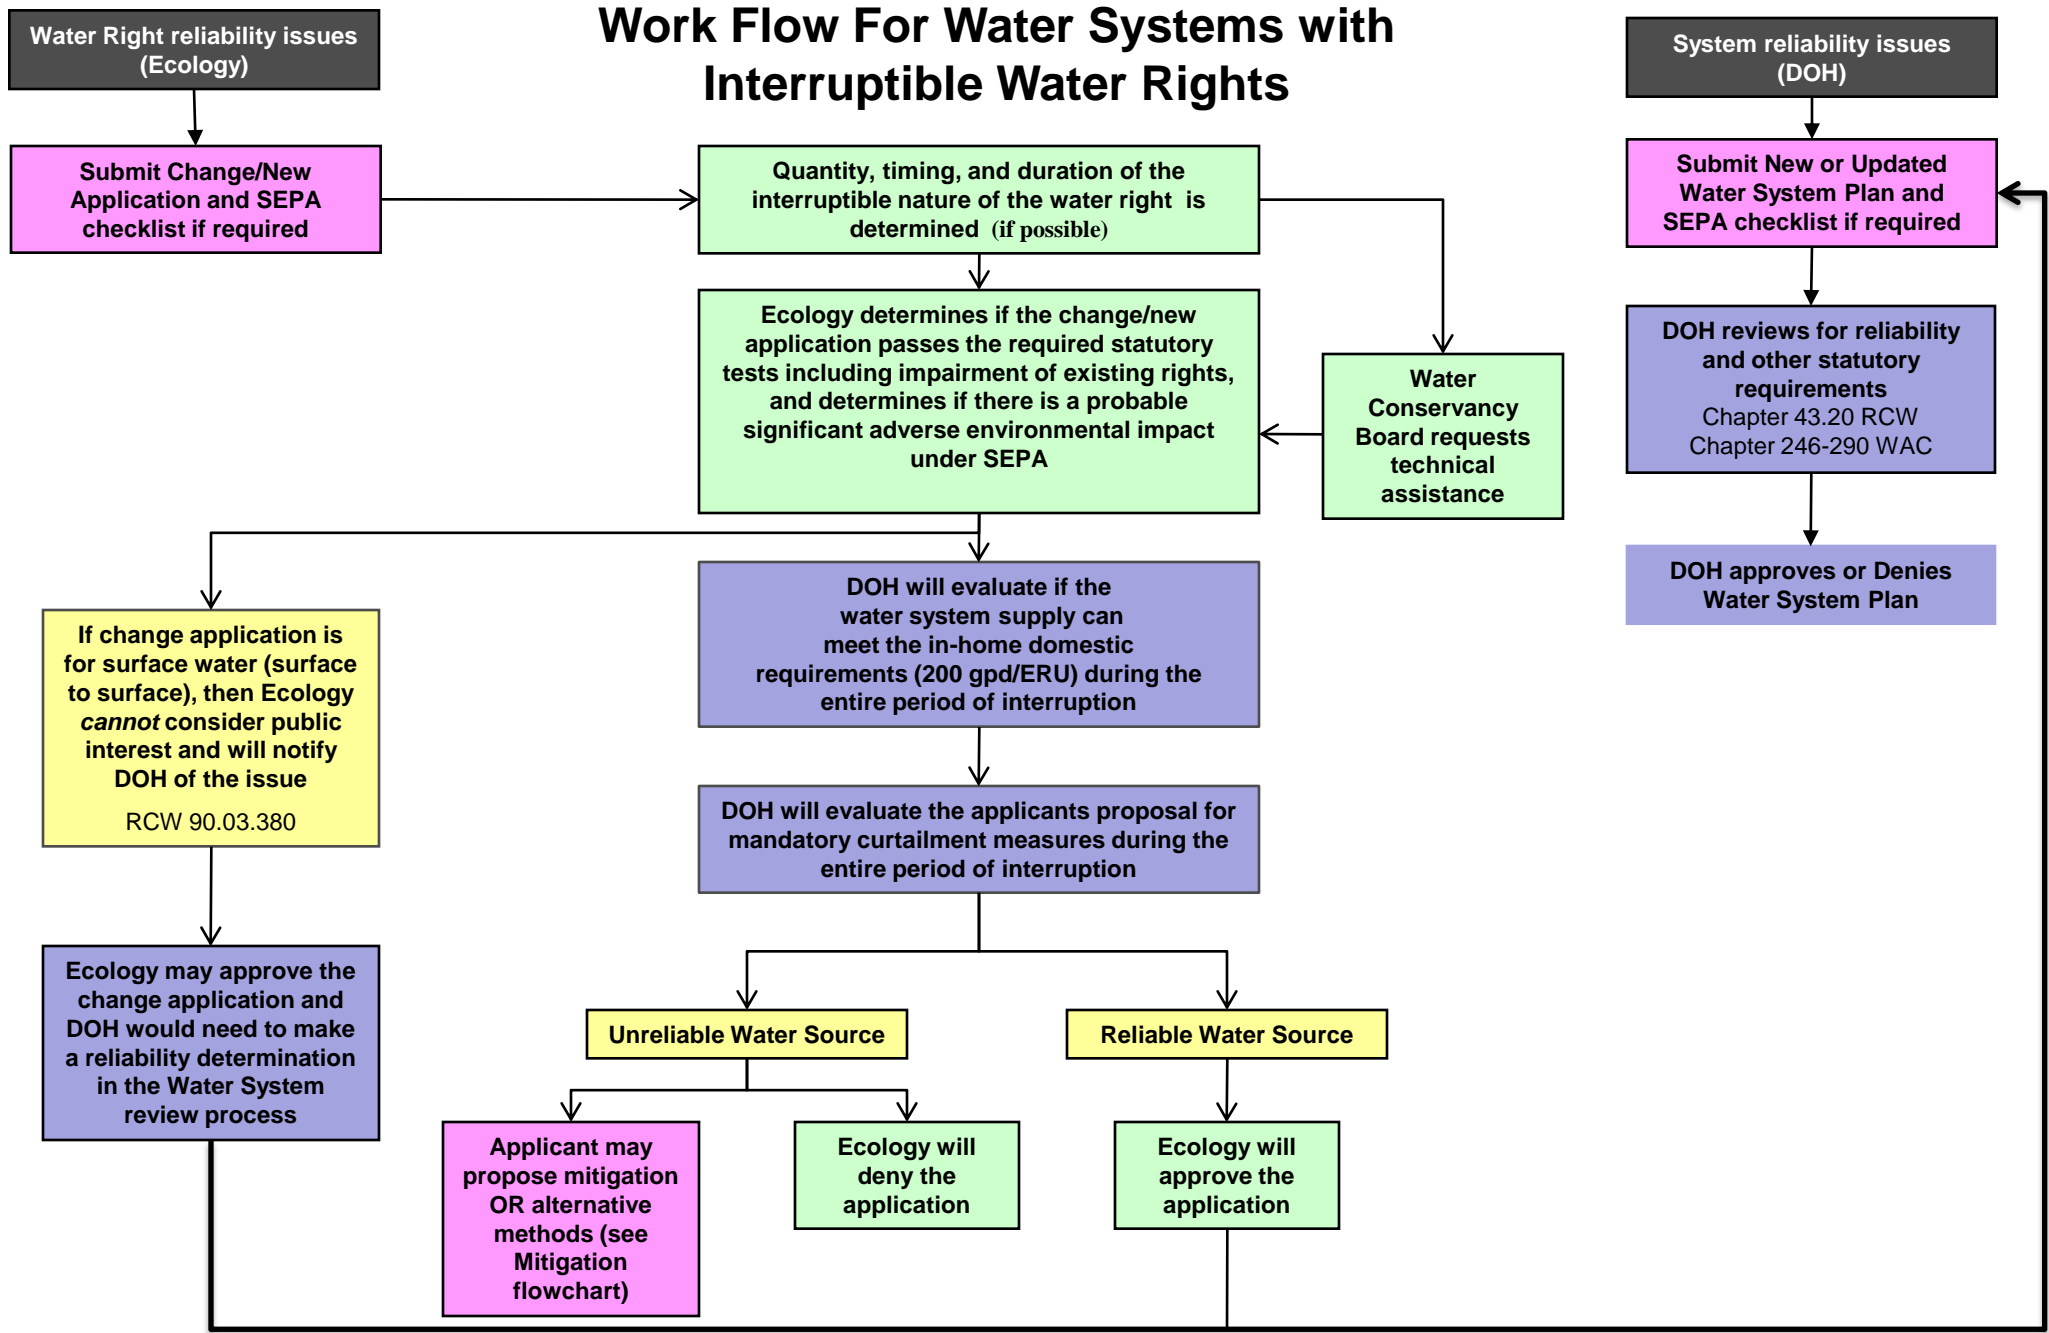 Work Flow For Water Systems with
Interruptible Water Rights
Water Right reliability issues
(Ecology)
Submit Change/New
Application and SEPA
checklist if required
Quantity, timing, and duration of the
interruptible nature of the water right is
determined (if possible)
Ecology determines if the change/new
application passes the required statutory
tests including impairment of existing rights,
and determines if there is a probable
significant adverse environmental impact
under SEPA
Water
Conservancy
Board requests
technical
assistance
System reliability issues
(DOH)
Submit New or Updated
Water System Plan and
SEPA checklist if required
DOH reviews for reliability
and other statutory
requirements
Chapter 43.20 RCW
Chapter 246-290 WAC
DOH approves or Denies
Water System Plan
If change application is
for surface water (surface
to surface), then Ecology
cannot consider public
interest and will notify
DOH of the issue
RCW 90.03.380
Ecology may approve the
change application and
DOH would need to make
a reliability determination
in the Water System
review process
DOH will evaluate if the
water system supply can
meet the in-home domestic
requirements (200 gpd/ERU) during the
entire period of interruption
DOH will evaluate the applicants proposal for
mandatory curtailment measures during the
entire period of interruption
Unreliable Water Source
Reliable Water Source
Applicant may
propose mitigation
OR alternative
methods (see
Mitigation
flowchart)
Ecology will
deny the
application
Ecology will
approve the
application